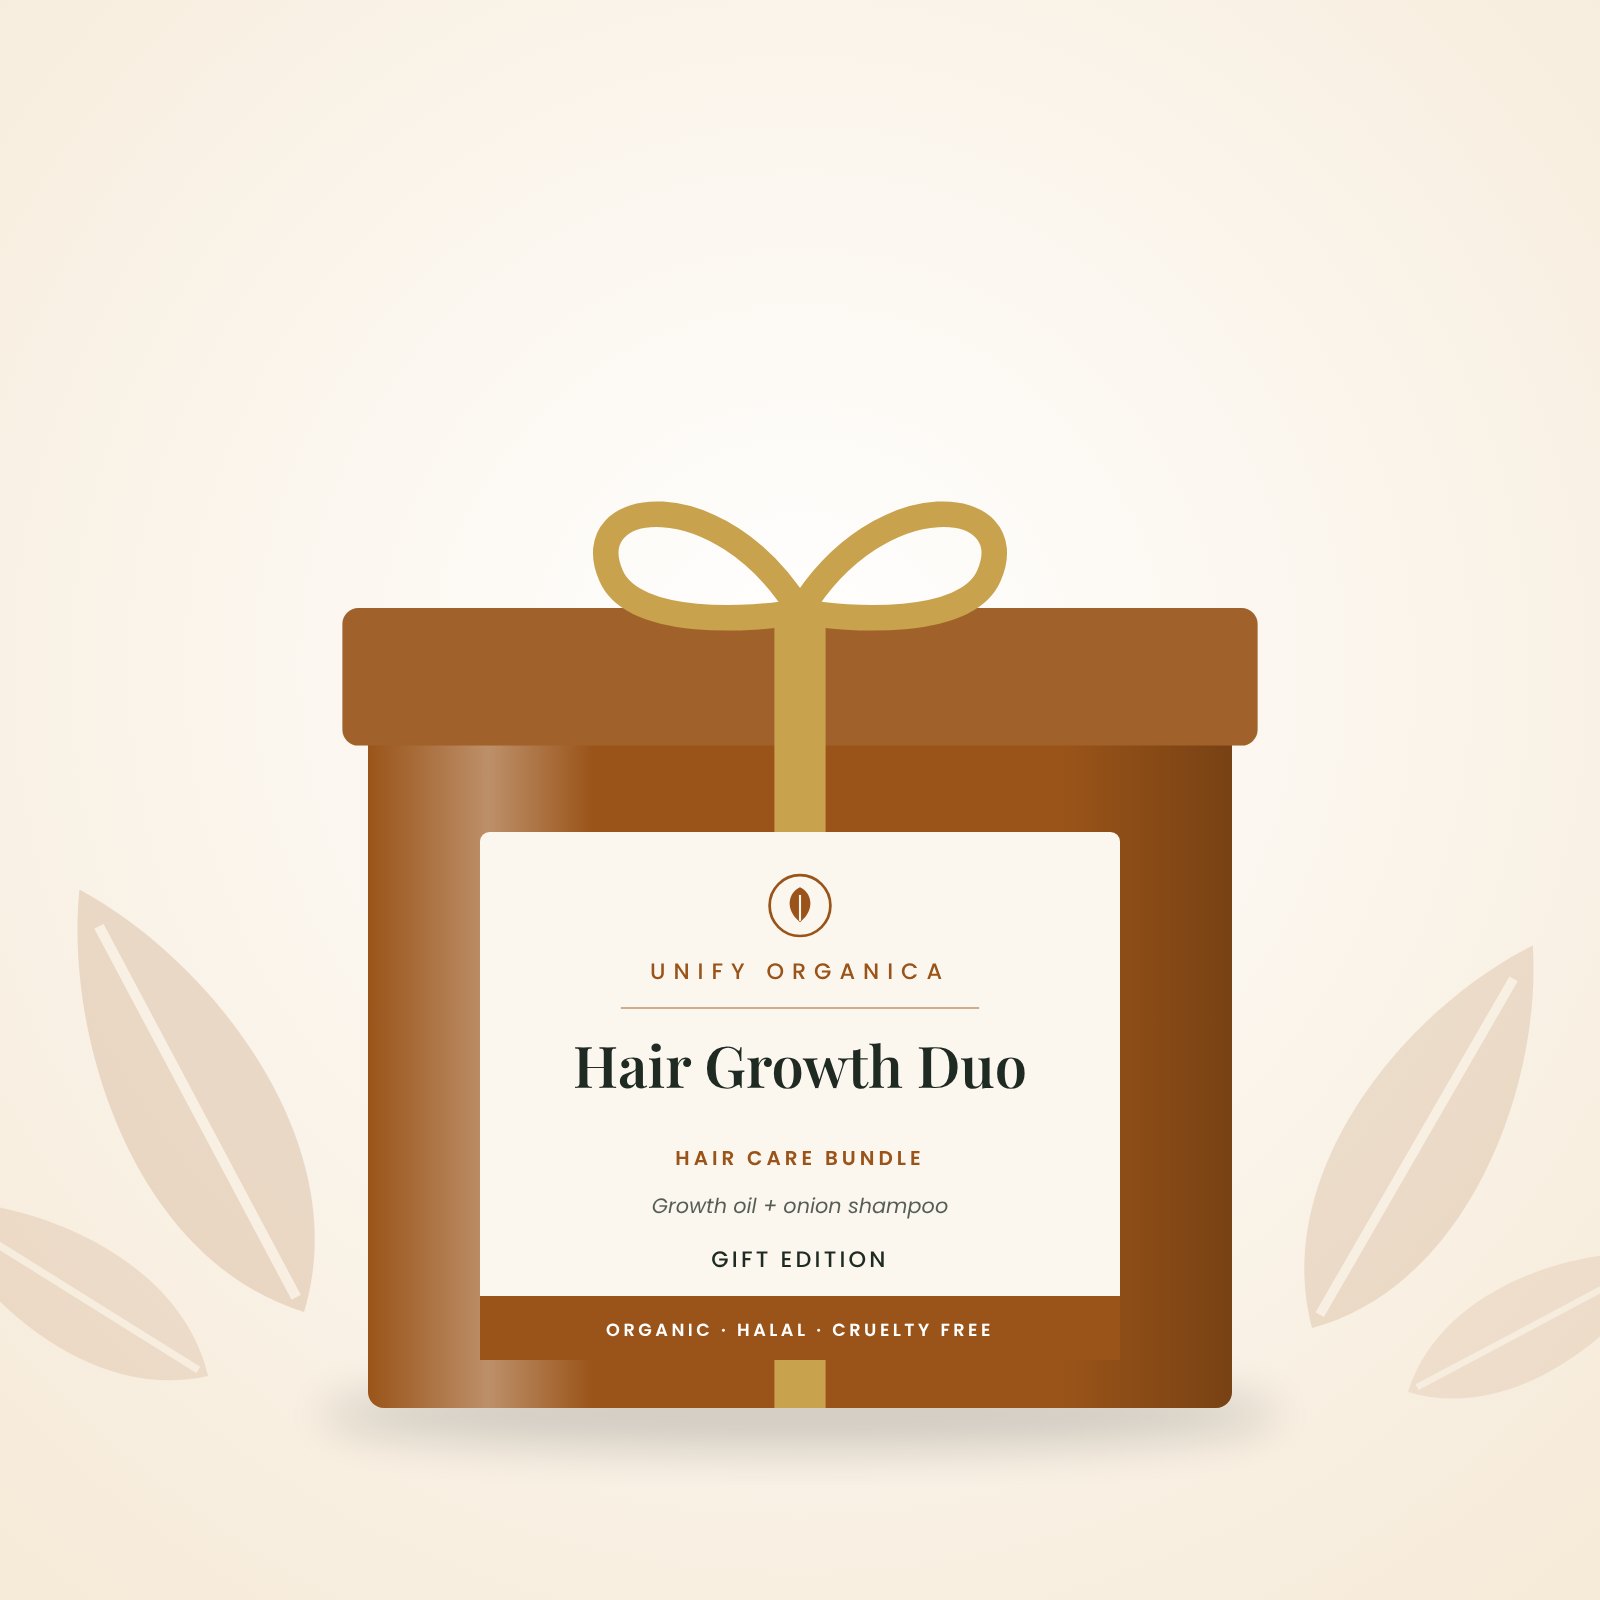 UNIFY ORGANICA
Hair Growth Duo
HAIR CARE BUNDLE
Growth oil + onion shampoo
GIFT EDITION
ORGANIC · HALAL · CRUELTY FREE